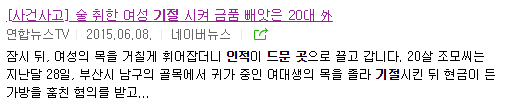 [사건사고] 술 취한 여성 기절 시켜 금품 빼앗은 20대 外
연합뉴스TV | 2015.06.08. | 네이버뉴스 |
잠시 뒤, 여성의 목을 거칠게 휘어잡더니 인적이 드문 곳으로 끌고 갑니다. 20살 조모씨는
지난달 28일, 부산시 남구의 골목에서 귀가 중인 여대생의 목을 졸라 기절시킨 뒤 현금이 든
가방을 훔친 혐의를 받고...